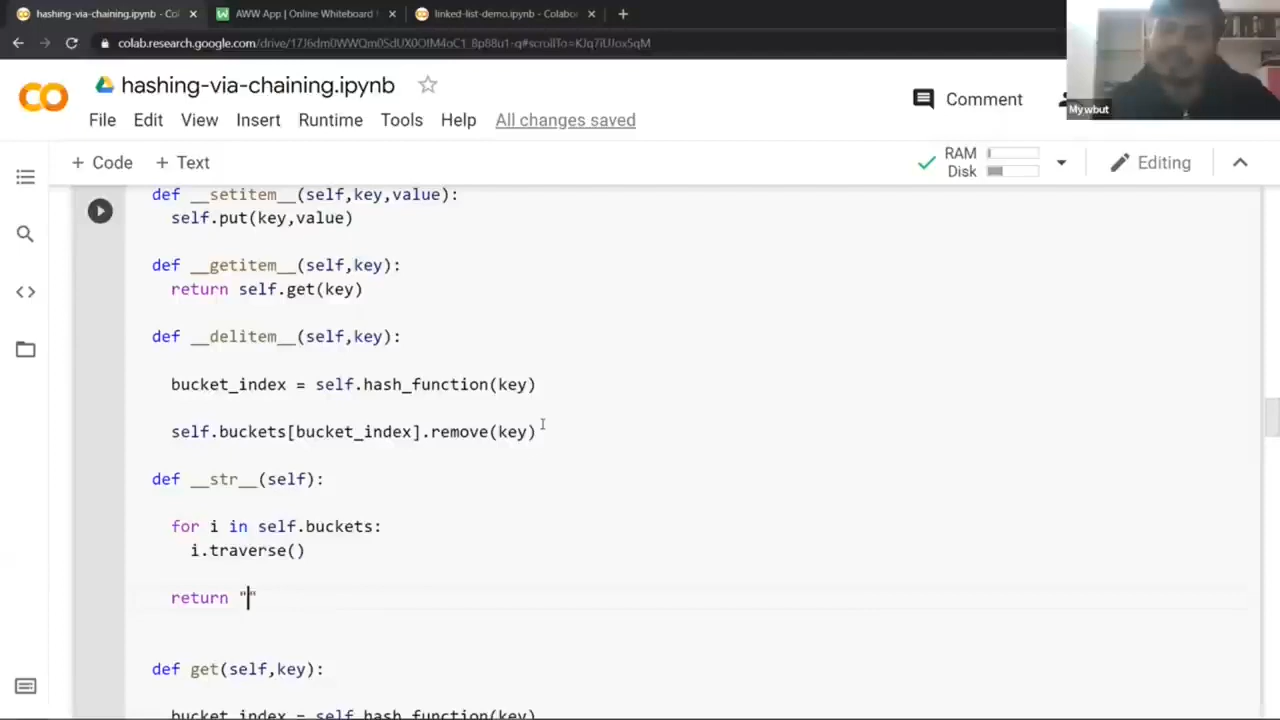 hashing-via-chaining.ipynb - Col
AWW App | Online Whiteboard
linked-list-demo.ipynb - Colabo
hashing-via-chaining.ipynb
Comment
Mywbut
File Edit View Insert Runtime Tools Help All changes saved
+ Code + Text
RAM
Disk
Editing
def __setitem__(self,key,value):
self.put(key,value)
def __getitem__(self,key):
return self.get(key)
def __delitem__(self,key):
bucket_index = self.hash_function(key)
self.buckets[bucket_index].remove(key)
def __str__(self):
for i in self.buckets:
i.traverse()
return ""
def get(self,key):
bucket_index = self.hash_function(key)